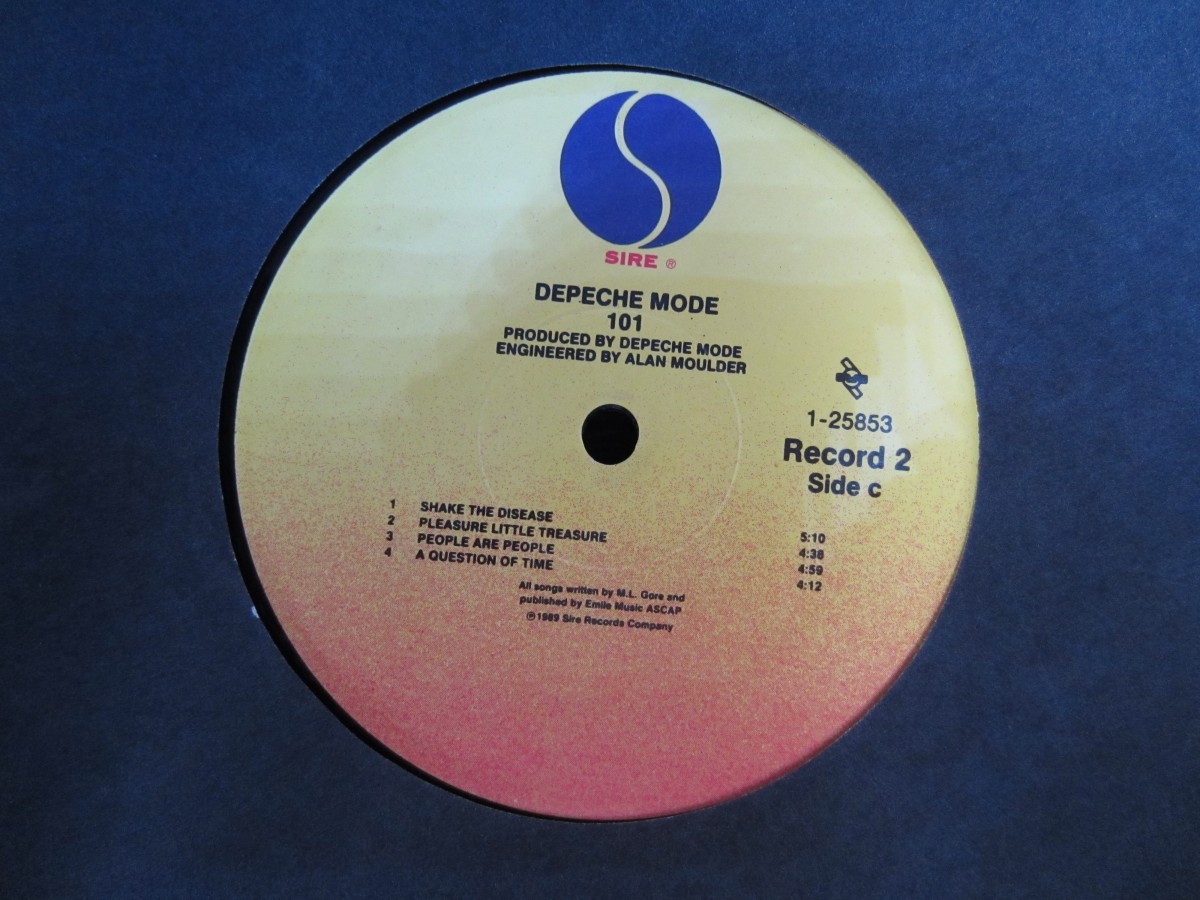 SIRE ®
DEPECHE MODE
101
PRODUCED BY DEPECHE MODE
ENGINEERED BY ALAN MOULDER
1-25853
Record 2
Side c
1 SHAKE THE DISEASE 5:10
2 PLEASURE LITTLE TREASURE 4:38
3 PEOPLE ARE PEOPLE 4:59
4 A QUESTION OF TIME 4:12
All songs written by M.L. Gore and
published by Emile Music ASCAP
℗1989 Sire Records Company